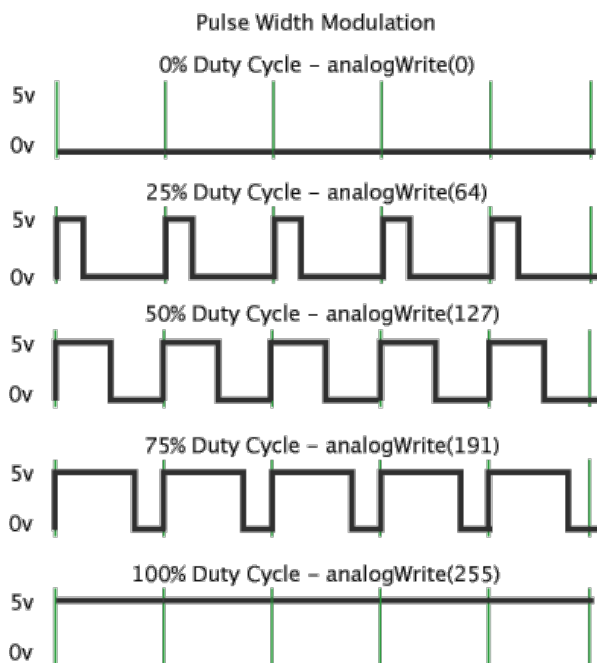 Pulse Width Modulation
0% Duty Cycle – analogWrite(0)
5v
0v
25% Duty Cycle – analogWrite(64)
5v
0v
50% Duty Cycle – analogWrite(127)
5v
0v
75% Duty Cycle – analogWrite(191)
5v
0v
100% Duty Cycle – analogWrite(255)
5v
0v